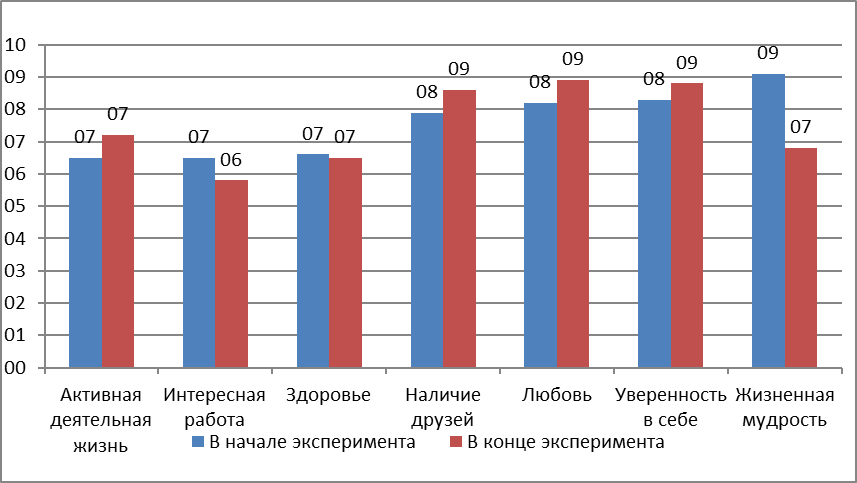 10
09
08
07
06
05
04
03
02
01
00
07 07
07 06
07 07
08 09
08 09
08 09
09 07
Активная деятельная жизнь
Интересная работа
Здоровье
Наличие друзей
Любовь
Уверенность в себе
Жизненная мудрость
В начале эксперимента
В конце эксперимента